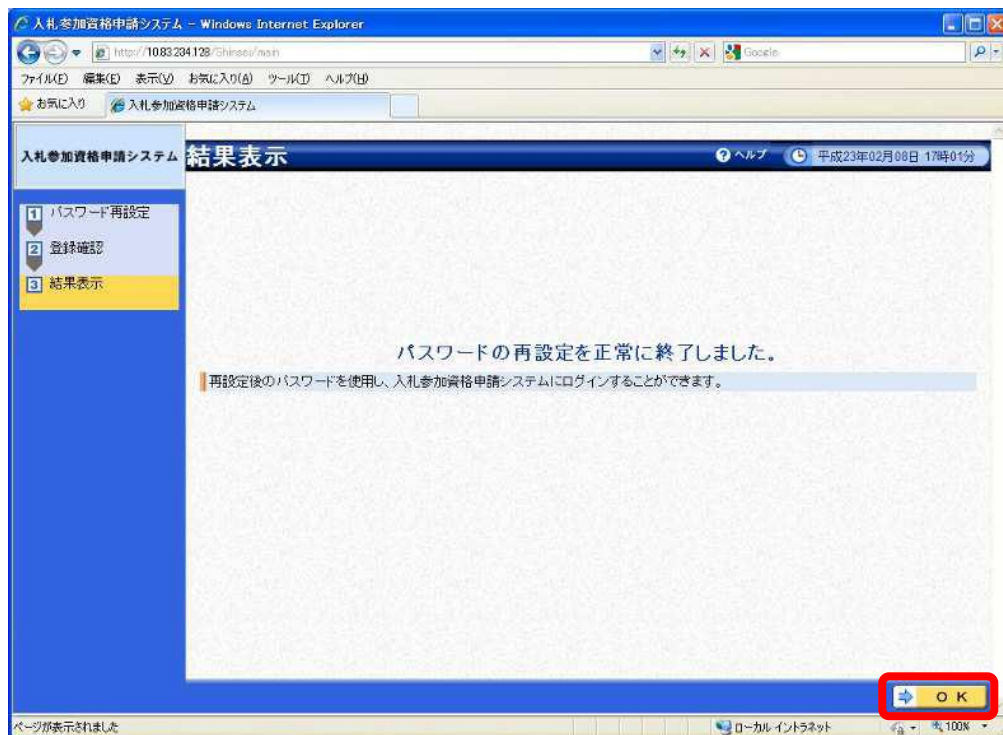 入札参加資格申請システム - Windows Internet Explorer
http://10.83.234.128/Shinsei/main
Google
ファイル(F) 編集(E) 表示(V) お気に入り(A) ツール(T) ヘルプ(H)
お気に入り 入札参加資格申請システム
入札参加資格申請システム
結果表示
ヘルプ
平成23年02月08日 17時01分
1 パスワード再設定
2 登録確認
3 結果表示
パスワードの再設定を正常に終了しました。
再設定後のパスワードを使用し、入札参加資格申請システムにログインすることができます。
OK
ページが表示されました
ローカル イントラネット
100%